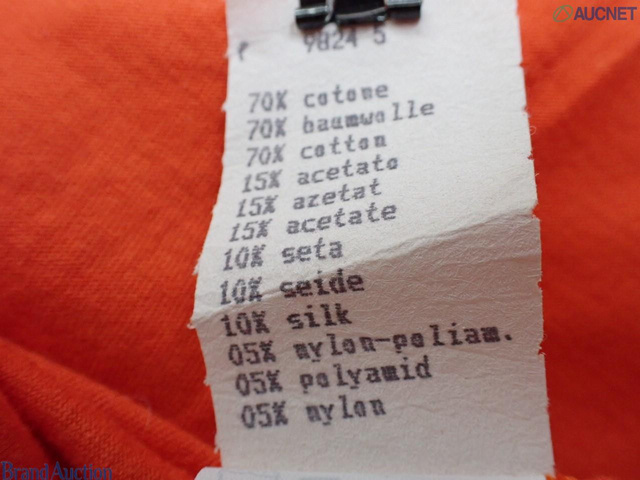 AUCNET
9824 5
70% cotone
70% baumwolle
70% cotton
15% acetato
15% azetat
15% acetate
10% seta
10% seide
10% silk
05% nylon-poliam.
05% polyamid
05% nylon
Brand Auction